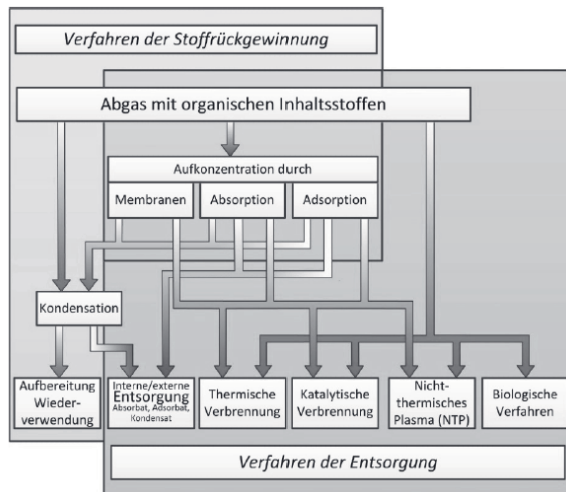 Verfahren der Stoffrückgewinnung
Abgas mit organischen Inhaltsstoffen
Aufkonzentration durch
Membranen
Absorption
Adsorption
Kondensation
Aufbereitung
Wieder-
verwendung
Interne/externe
Entsorgung
Absorbat, Adsorbat,
Kondensat
Thermische
Verbrennung
Katalytische
Verbrennung
Nicht-
thermisches
Plasma (NTP)
Biologische
Verfahren
Verfahren der Entsorgung